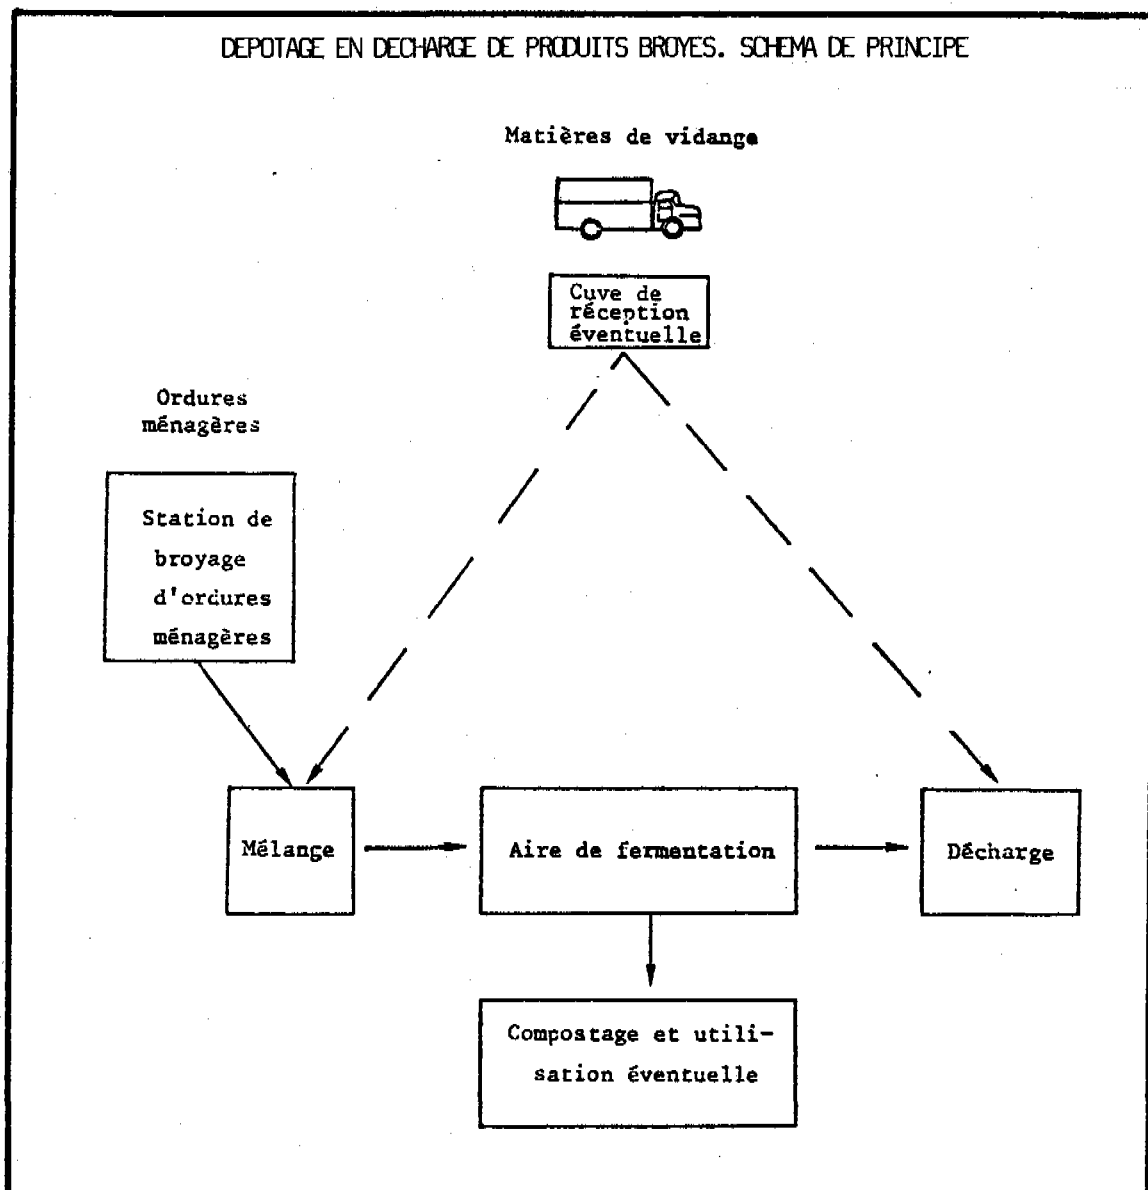 DEPOTAGE EN DECHARGE DE PRODUITS BROYES. SCHEMA DE PRINCIPE
Matières de vidange
Cuve de
réception
éventuelle
Ordures
ménagères
Station de
broyage
d'ordures
ménagères
Mélange
Aire de fermentation
Décharge
Compostage et utili-
sation éventuelle